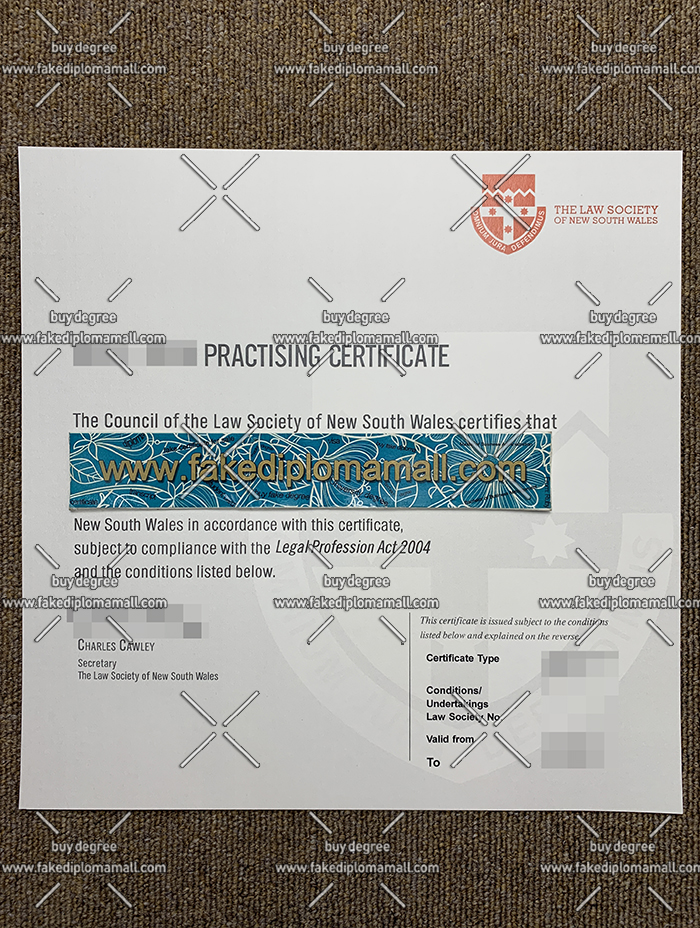 buy degree buy degree buy degree
www.fakediplomamall.com www.fakediplomamall.com www.fakediplomamall.com
THE LAW SOCIETY
OF NEW SOUTH WALES
OMNIUM JURA DEFENDIMUS
buy degree buy degree buy degree
www.fakediplomamall.com www.fakediplomamall.com www.fakediplomamall.com
PRACTISING CERTIFICATE
The Council of the Law Society of New South Wales certifies that
www.fakediplomamall.com
New South Wales in accordance with this certificate,
subject to compliance with the Legal Profession Act 2004
and the conditions listed below.
buy degree buy degree buy degree
www.fakediplomamall.com www.fakediplomamall.com www.fakediplomamall.com
CHARLES CAWLEY
Secretary
The Law Society of New South Wales
This certificate is issued subject to the conditions
listed below and explained on the reverse.
Certificate Type
Conditions/
Undertakings
Law Society No.
Valid from
To
buy degree buy degree buy degree
www.fakediplomamall.com www.fakediplomamall.com www.fakediplomamall.com